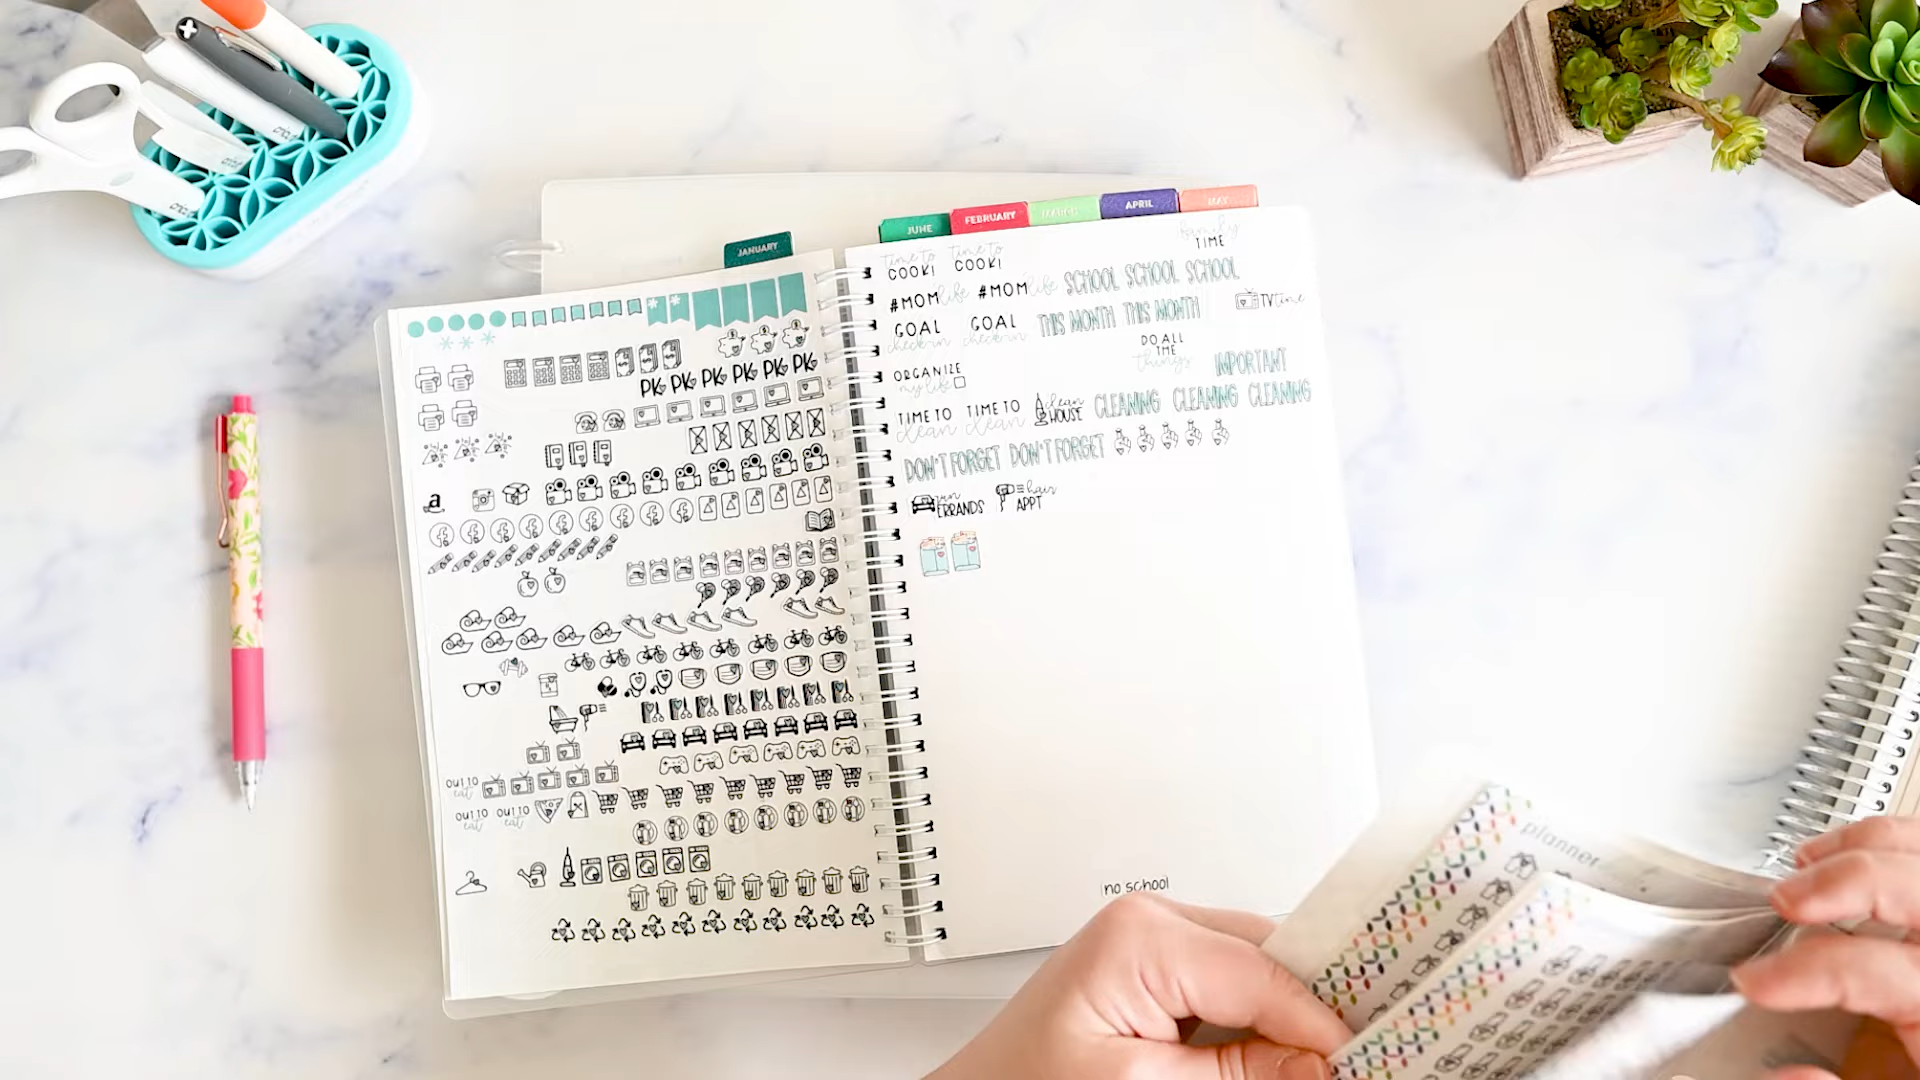 JUNE FEBRUARY MARCH APRIL MAY
JANUARY
family
TIME
time to time to
COOK! COOK!
#MOM life #MOM life SCHOOL SCHOOL SCHOOL
GOAL GOAL THIS MONTH THIS MONTH TV time
check-in check-in
DO ALL
THE
things
ORGANIZE IMPORTANT
my life
TIME TO TIME TO clean CLEANING CLEANING CLEANING
clean clean HOUSE
DON'T FORGET DON'T FORGET
run hair
ERRANDS APPT
PK PK PK PK PK PK
a
OUT TO
eat
OUT TO OUT TO
eat eat
no school
planner
cricut
cricut